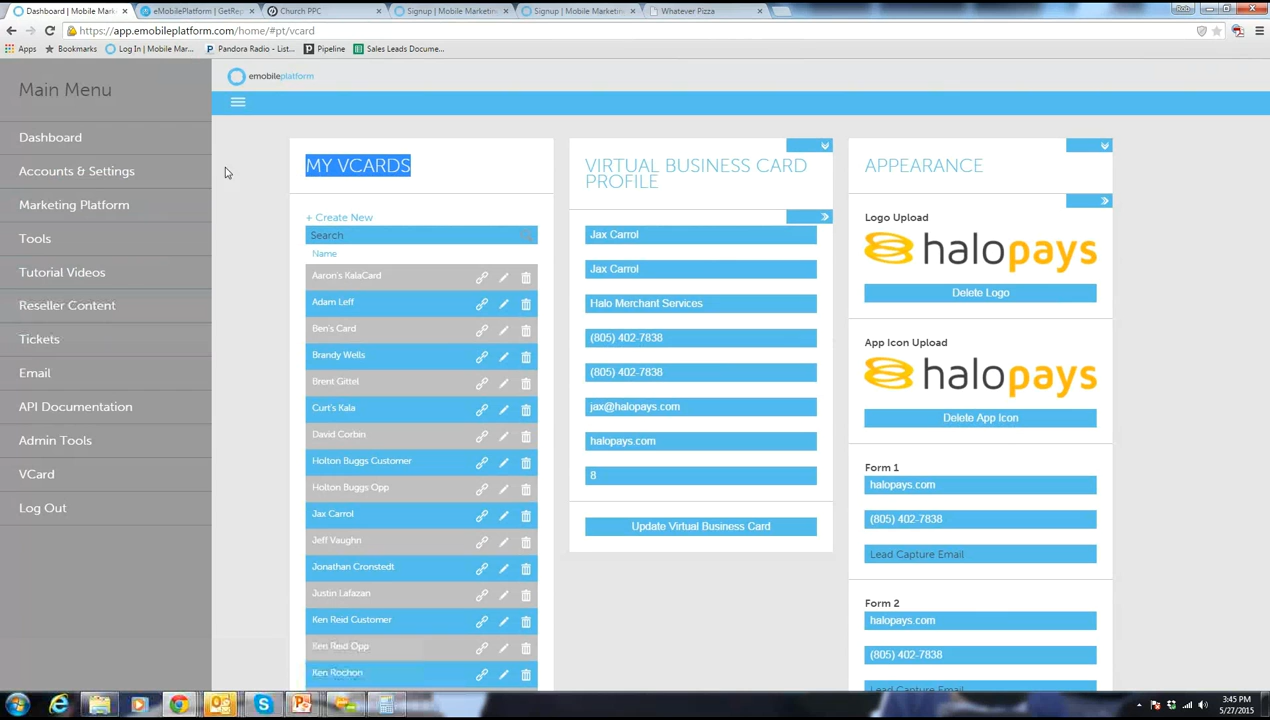 Dashboard | Mobile Mark
eMobilePlatform | GetRe
Church PPC
Signup | Mobile Marketin
Signup | Mobile Marketin
Whatever Pizza
Rob
https://app.emobileplatform.com/home/#pt/vcard
Apps
Bookmarks
Log In | Mobile Mar...
Pandora Radio - List...
Pipeline
Sales Leads Docume...
Main Menu
Dashboard
Accounts & Settings
Marketing Platform
Tools
Tutorial Videos
Reseller Content
Tickets
Email
API Documentation
Admin Tools
VCard
Log Out
emobileplatform
MY VCARDS
+ Create New
Search
Name
Aaron's KalaCard
Adam Leff
Ben's Card
Brandy Wells
Brent Gittel
Curt's Kala
David Corbin
Holton Buggs Customer
Holton Buggs Opp
Jax Carrol
Jeff Vaughn
Jonathan Cronstedt
Justin Lafazan
Ken Reid Customer
Ken Reid Opp
Ken Rochon
VIRTUAL BUSINESS CARD
PROFILE
Jax Carrol
Jax Carrol
Halo Merchant Services
(805) 402-7838
(805) 402-7838
jax@halopays.com
halopays.com
8
Update Virtual Business Card
APPEARANCE
Logo Upload
halopays
Delete Logo
App Icon Upload
halopays
Delete App Icon
Form 1
halopays.com
(805) 402-7838
Lead Capture Email
Form 2
halopays.com
(805) 402-7838
Lead Capture Email
3:45 PM
5/27/2015